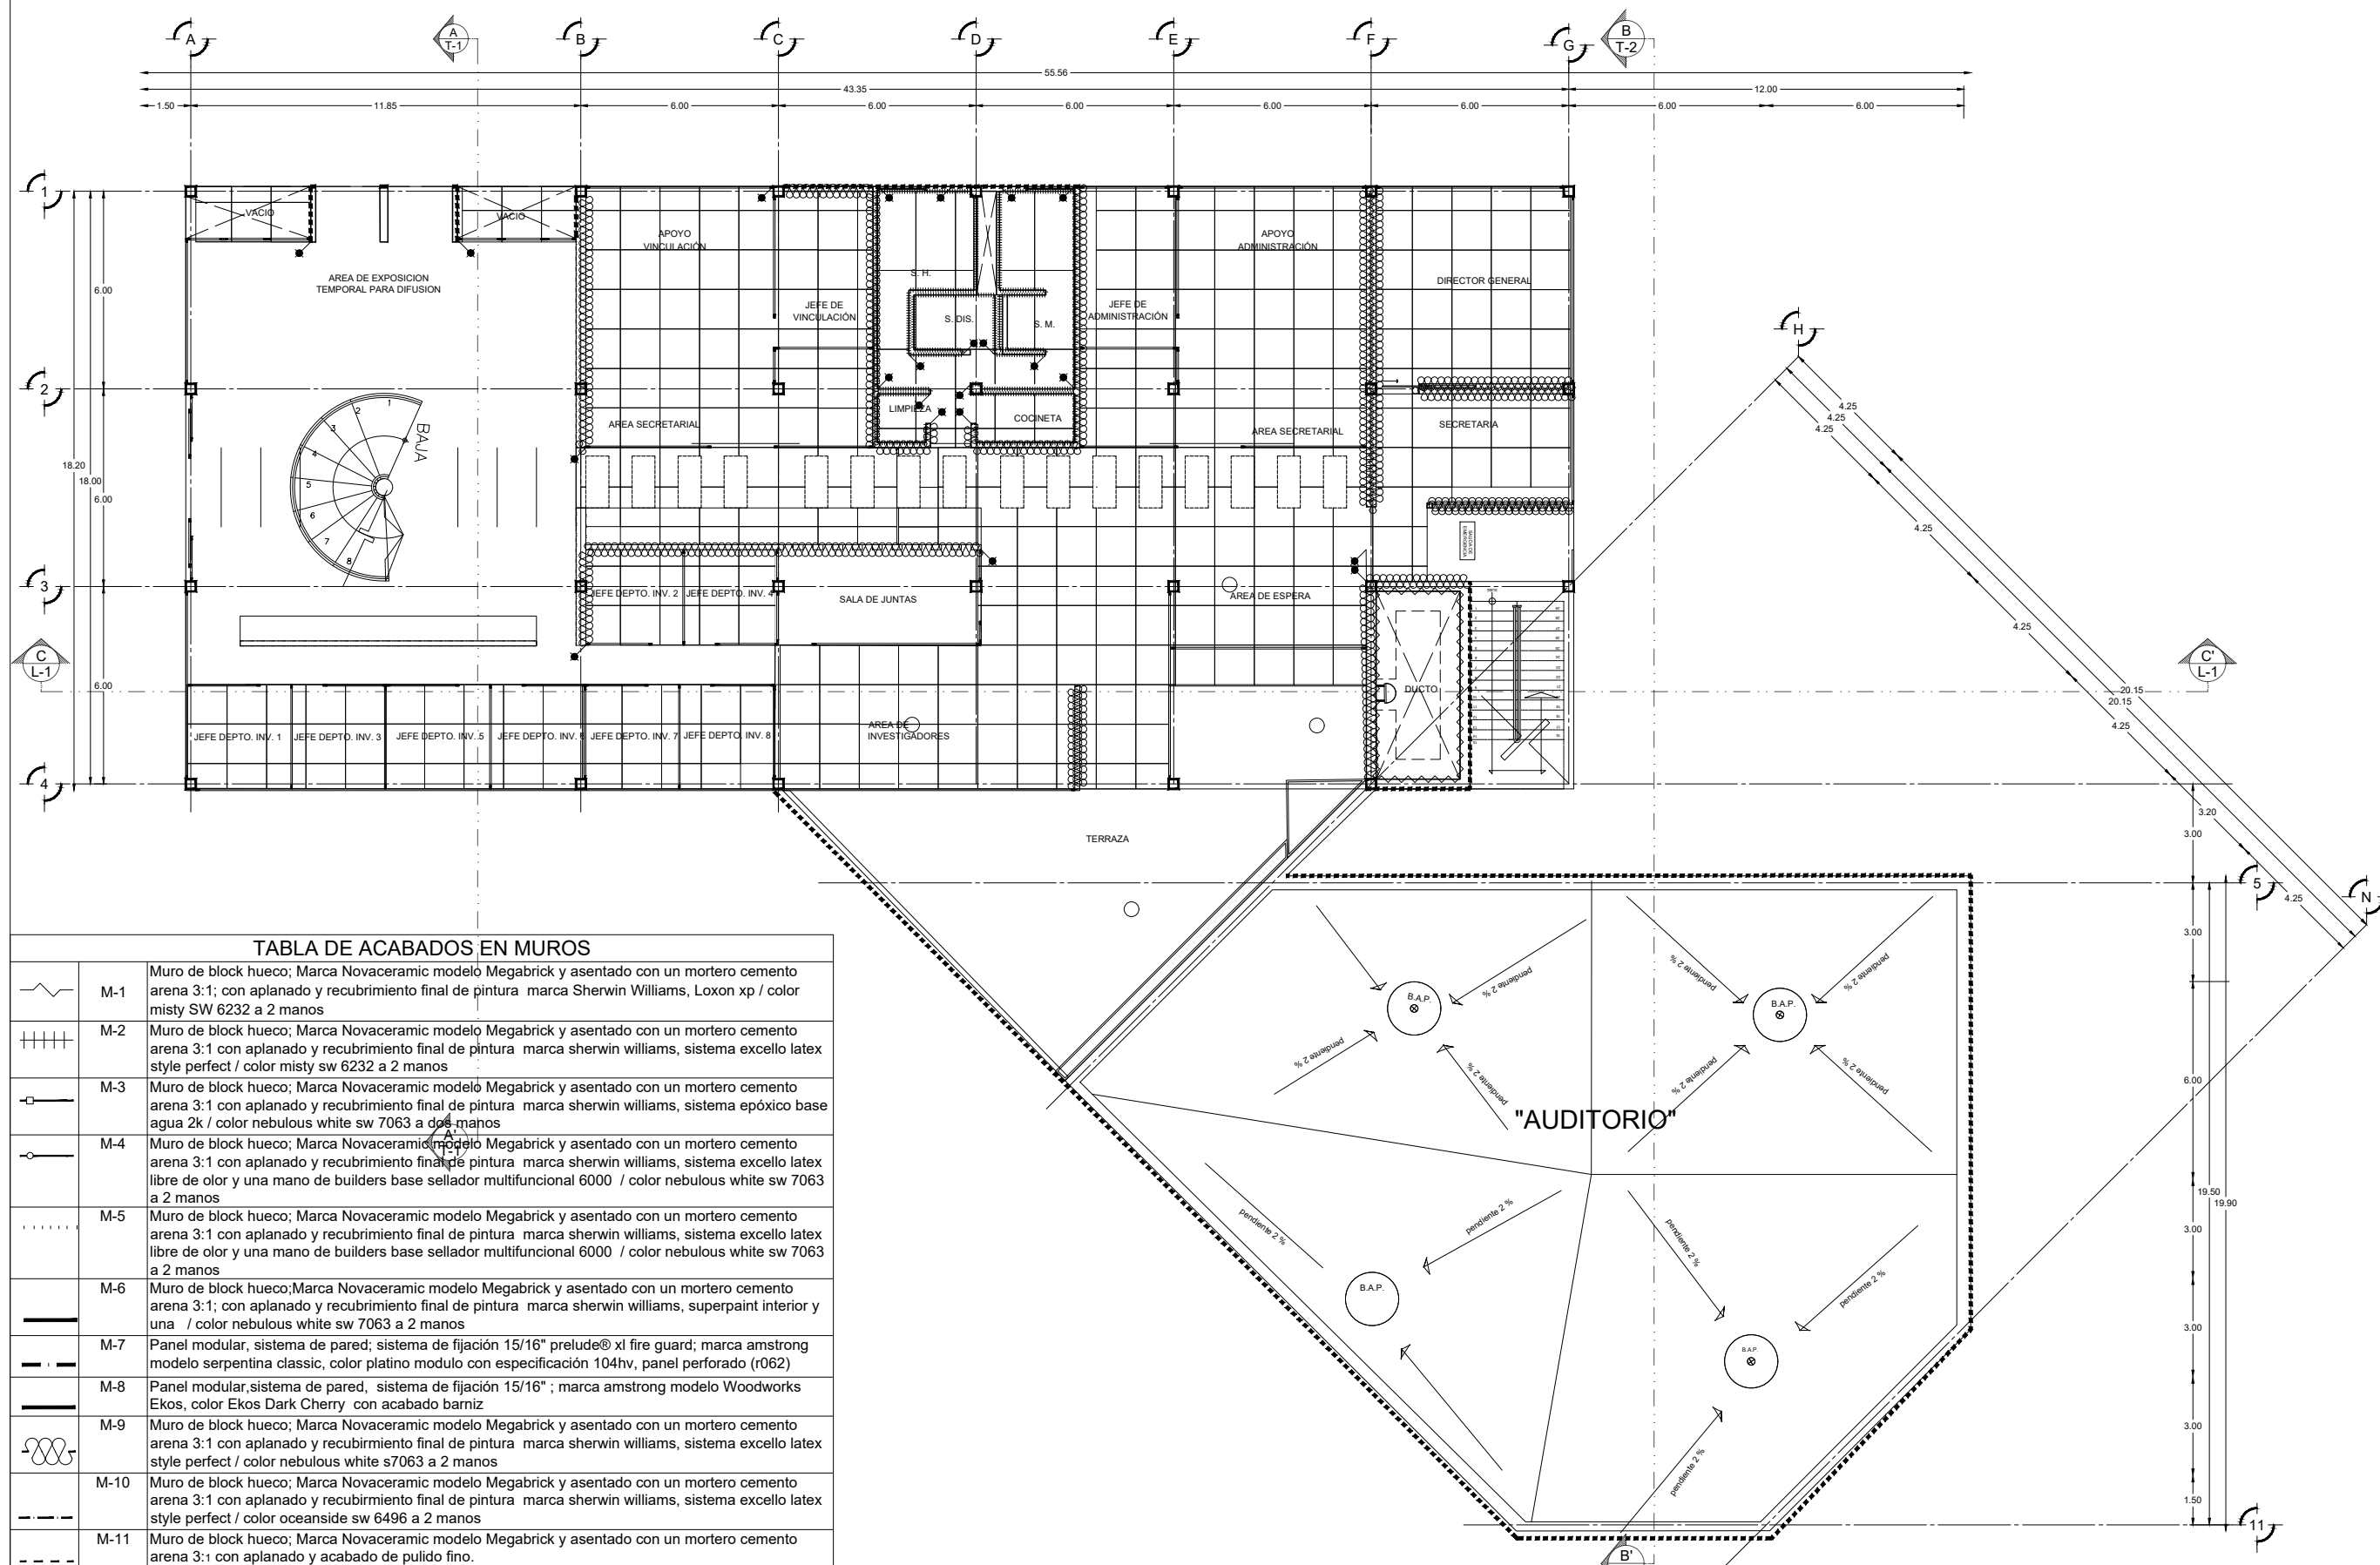 A
A
T-1
B
C
D
E
F
G
B
T-2
55.56
43.35
12.00
1.50
11.85
6.00
6.00
6.00
6.00
6.00
6.00
6.00
1
2
3
4
18.20
18.00
6.00
6.00
6.00
VACIO
VACIO
AREA DE EXPOSICION
TEMPORAL PARA DIFUSION
APOYO
VINCULACIÓN
JEFE DE
VINCULACIÓN
S. H.
S. DIS.
S. M.
JEFE DE
ADMINISTRACIÓN
APOYO
ADMINISTRACIÓN
DIRECTOR GENERAL
H
AREA SECRETARIAL
LIMPIEZA
COCINETA
AREA SECRETARIAL
SECRETARIA
BAJA
1
2
3
4
5
6
7
8
SALIDA DE
EMERGENCIA
JEFE DEPTO. INV. 2
JEFE DEPTO. INV. 4
SALA DE JUNTAS
AREA DE ESPERA
DUCTO
C
L-1
C'
L-1
JEFE DEPTO. INV. 1
JEFE DEPTO. INV. 3
JEFE DEPTO. INV. 5
JEFE DEPTO. INV. 6
JEFE DEPTO. INV. 7
JEFE DEPTO. INV. 8
AREA DE
INVESTIGADORES
TERRAZA
4.25
4.25
4.25
4.25
4.25
4.25
20.15
20.15
4.25
3.20
4.25
3.00
5
N
3.00
6.00
19.50
19.90
3.00
3.00
3.00
1.50
11
B.A.P.
B.A.P.
B.A.P.
B.A.P.
pendiente 2 %
pendiente 2 %
pendiente 2 %
pendiente 2 %
pendiente 2 %
pendiente 2 %
pendiente 2 %
"AUDITORIO"
pendiente 2 %
pendiente 2 %
pendiente 2 %
pendiente 2 %
pendiente 2 %
B'
A'
T-1
TABLA DE ACABADOS EN MUROS
M-1
Muro de block hueco; Marca Novaceramic modelo Megabrick y asentado con un mortero cemento
arena 3:1; con aplanado y recubrimiento final de pintura marca Sherwin Williams, Loxon xp / color
misty SW 6232 a 2 manos
M-2
Muro de block hueco; Marca Novaceramic modelo Megabrick y asentado con un mortero cemento
arena 3:1 con aplanado y recubrimiento final de pintura marca sherwin williams, sistema excello latex
style perfect / color misty sw 6232 a 2 manos
M-3
Muro de block hueco; Marca Novaceramic modelo Megabrick y asentado con un mortero cemento
arena 3:1 con aplanado y recubrimiento final de pintura marca sherwin williams, sistema epóxico base
agua 2k / color nebulous white sw 7063 a dos manos
M-4
Muro de block hueco; Marca Novaceramic modelo Megabrick y asentado con un mortero cemento
arena 3:1 con aplanado y recubrimiento final de pintura marca sherwin williams, sistema excello latex
libre de olor y una mano de builders base sellador multifuncional 6000 / color nebulous white sw 7063
a 2 manos
M-5
Muro de block hueco; Marca Novaceramic modelo Megabrick y asentado con un mortero cemento
arena 3:1 con aplanado y recubrimiento final de pintura marca sherwin williams, sistema excello latex
libre de olor y una mano de builders base sellador multifuncional 6000 / color nebulous white sw 7063
a 2 manos
M-6
Muro de block hueco;Marca Novaceramic modelo Megabrick y asentado con un mortero cemento
arena 3:1; con aplanado y recubrimiento final de pintura marca sherwin williams, superpaint interior y
una / color nebulous white sw 7063 a 2 manos
M-7
Panel modular, sistema de pared; sistema de fijación 15/16" prelude® xl fire guard; marca amstrong
modelo serpentina classic, color platino modulo con especificación 104hv, panel perforado (r062)
M-8
Panel modular,sistema de pared, sistema de fijación 15/16" ; marca amstrong modelo Woodworks
Ekos, color Ekos Dark Cherry con acabado barniz
M-9
Muro de block hueco; Marca Novaceramic modelo Megabrick y asentado con un mortero cemento
arena 3:1 con aplanado y recubirmiento final de pintura marca sherwin williams, sistema excello latex
style perfect / color nebulous white s7063 a 2 manos
M-10
Muro de block hueco; Marca Novaceramic modelo Megabrick y asentado con un mortero cemento
arena 3:1 con aplanado y recubirmiento final de pintura marca sherwin williams, sistema excello latex
style perfect / color oceanside sw 6496 a 2 manos
M-11
Muro de block hueco; Marca Novaceramic modelo Megabrick y asentado con un mortero cemento
arena 3:1 con aplanado y acabado de pulido fino.